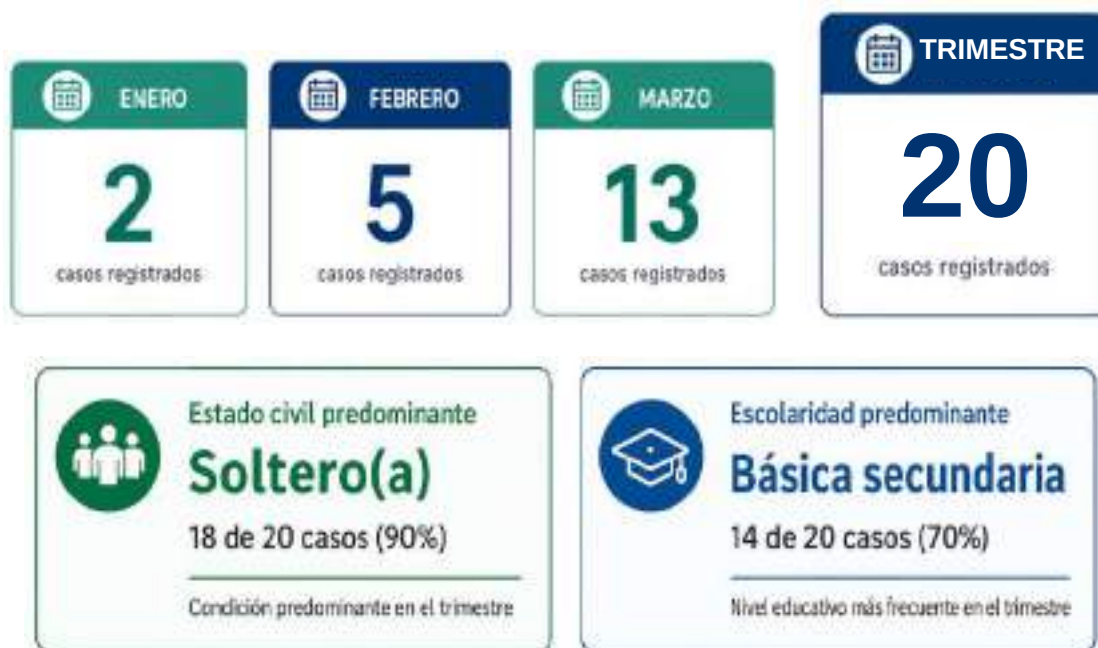 ENERO
2
casos registrados
FEBRERO
5
casos registrados
MARZO
13
casos registrados
TRIMESTRE
20
casos registrados
Estado civil predominante
Soltero(a)
18 de 20 casos (90%)
Condición predominante en el trimestre
Escolaridad predominante
Básica secundaria
14 de 20 casos (70%)
Nivel educativo más frecuente en el trimestre